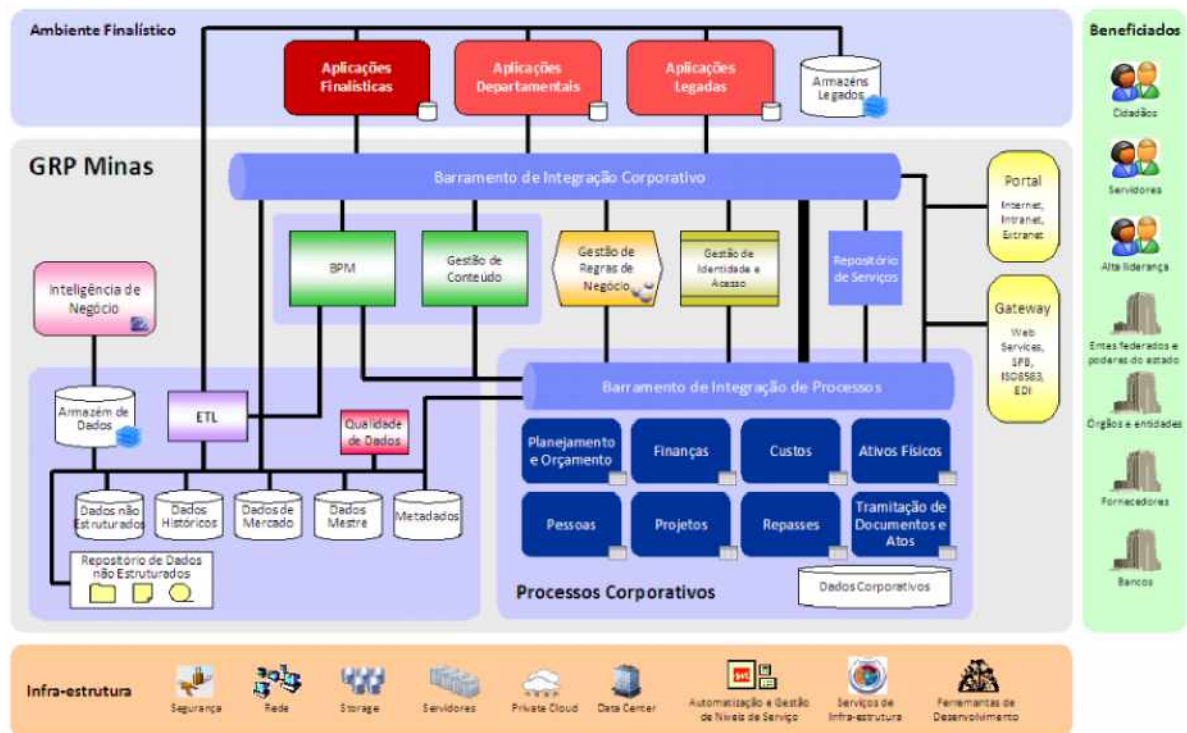 Ambiente Finalístico
Aplicações
Finalísticas
Aplicações
Departamentais
Aplicações
Legadas
Armazéns
Legados
Beneficiados
Cidadãos
Servidores
Alta liderança
Entes federados e
poderes do estado
Órgãos e entidades
Fornecedores
Bancos
GRP Minas
Barramento de Integração Corporativo
BPM
Gestão de
Conteúdo
Gestão de
Regras de
Negócio
Gestão de
Identidade e
Acesso
Repositório
de Serviços
Portal
Internet,
Intranet,
Extranet
Gateway
Web
Services,
SPB,
ISO8583,
EDI
Inteligência de
Negócio
Armazém de
Dados
ETL
Qualidade
de Dados
Dados não
Estruturados
Dados
Históricos
Dados de
Mercado
Dados
Mestre
Metadados
Repositório de Dados
não Estruturados
Barramento de Integração de Processos
Planejamento
e Orçamento
Finanças
Custos
Ativos Físicos
Pessoas
Projetos
Repasses
Tramitação de
Documentos e
Atos
Processos Corporativos
Dados Corporativos
Infra-estrutura
Segurança
Rede
Storage
Servidores
Private Cloud
Data Center
Automatização e Gestão
de Níveis de Serviço
Serviços de
Infra-estrutura
Ferramentas de
Desenvolvimento